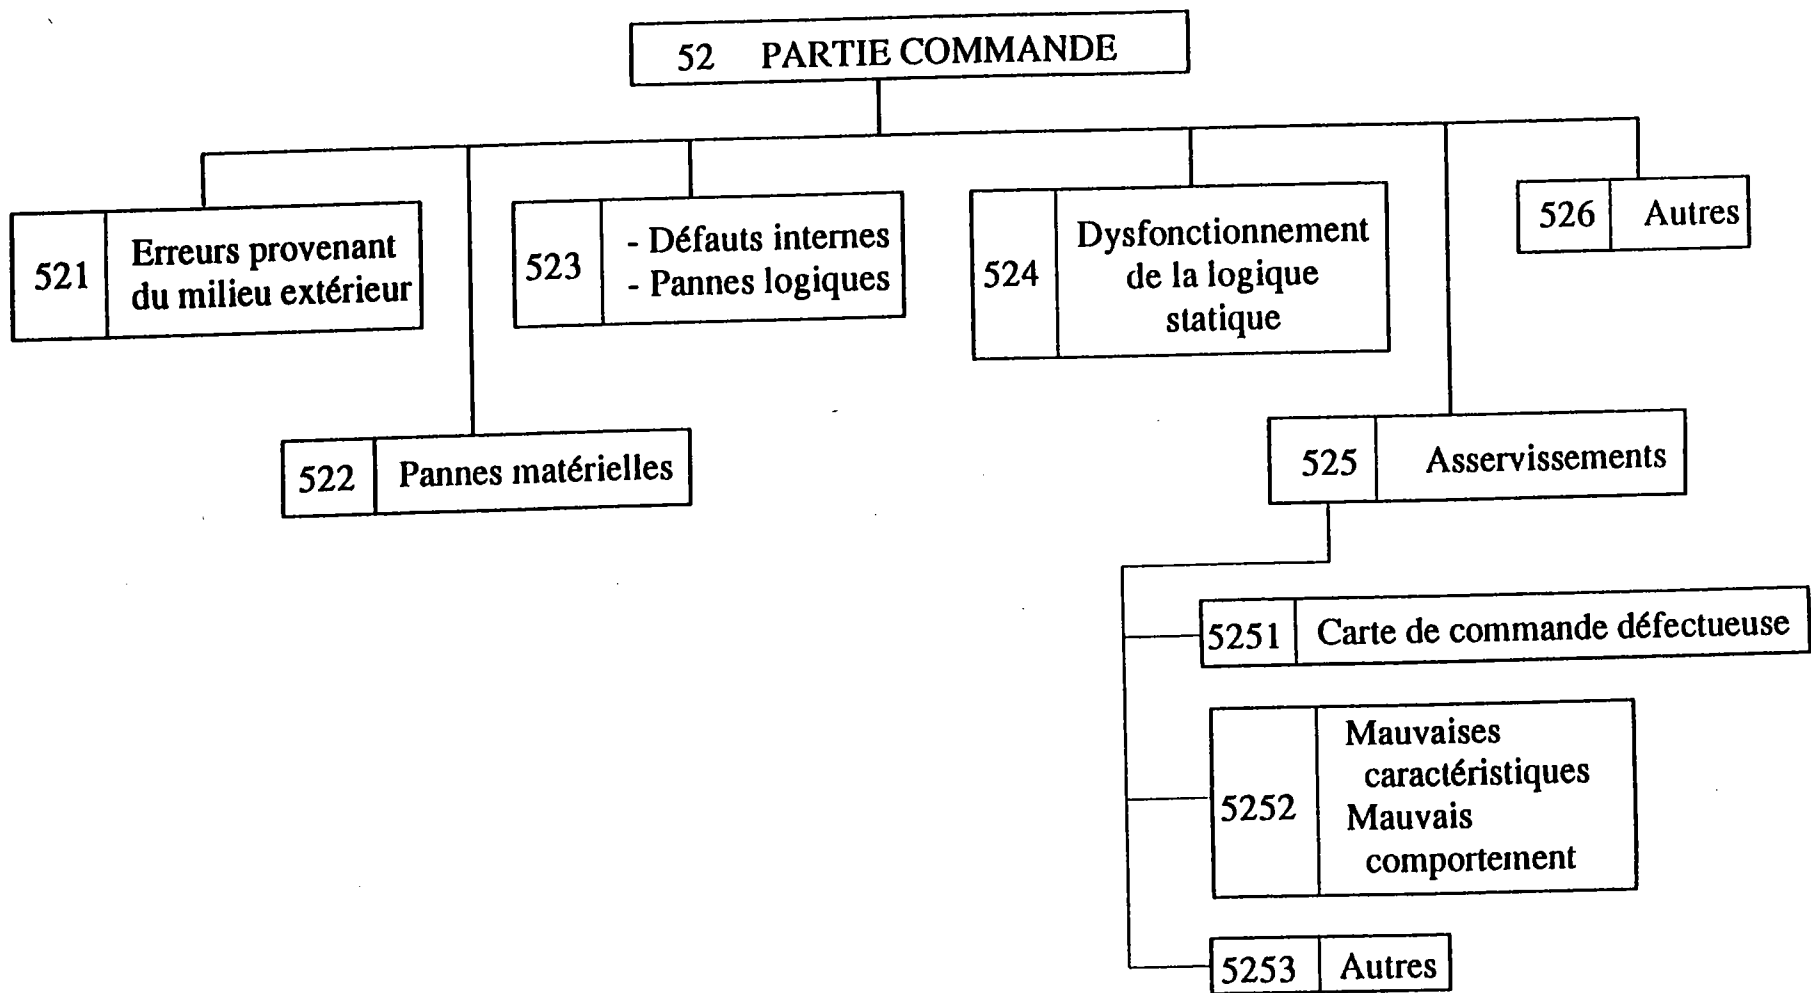 52 PARTIE COMMANDE
521 Erreurs provenant
du milieu extérieur
523 - Défauts internes
- Pannes logiques
524 Dysfonctionnement
de la logique
statique
526 Autres
522 Pannes matérielles
525 Asservissements
5251 Carte de commande défectueuse
5252 Mauvaises
caractéristiques
Mauvais
comportement
5253 Autres